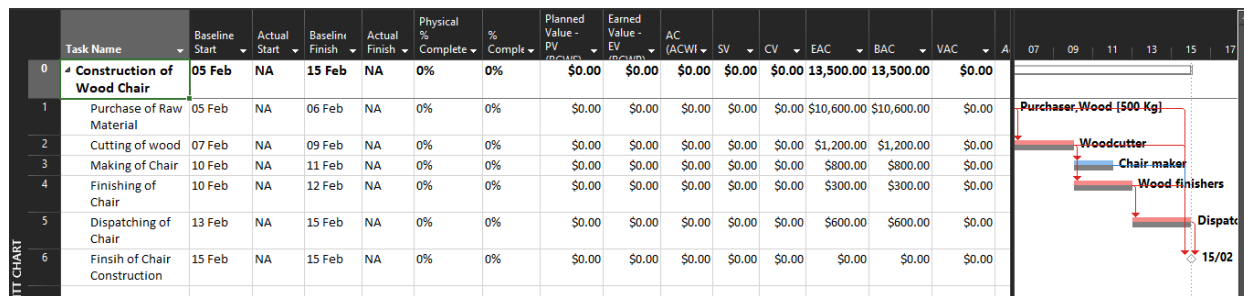 Task Name Baseline Start Actual Start Baseline Finish Actual Finish Physical % Complete % Comple Planned Value - PV (BCWS) Earned Value - EV (BCWP) AC (ACWP SV CV EAC BAC VAC A 07 09 11 13 15 17
0 Construction of Wood Chair 05 Feb NA 15 Feb NA 0% 0% $0.00 $0.00 $0.00 $0.00 $0.00 13,500.00 13,500.00 $0.00
1 Purchase of Raw Material 05 Feb NA 06 Feb NA 0% 0% $0.00 $0.00 $0.00 $0.00 $0.00 $10,600.00 $10,600.00 $0.00 Purchaser,Wood [500 Kg]
2 Cutting of wood 07 Feb NA 09 Feb NA 0% 0% $0.00 $0.00 $0.00 $0.00 $0.00 $1,200.00 $1,200.00 $0.00 Woodcutter
3 Making of Chair 10 Feb NA 11 Feb NA 0% 0% $0.00 $0.00 $0.00 $0.00 $0.00 $800.00 $800.00 $0.00 Chair maker
4 Finishing of Chair 10 Feb NA 12 Feb NA 0% 0% $0.00 $0.00 $0.00 $0.00 $0.00 $300.00 $300.00 $0.00 Wood finishers
5 Dispatching of Chair 13 Feb NA 15 Feb NA 0% 0% $0.00 $0.00 $0.00 $0.00 $0.00 $600.00 $600.00 $0.00 Dispatc
6 Finsih of Chair Construction 15 Feb NA 15 Feb NA 0% 0% $0.00 $0.00 $0.00 $0.00 $0.00 $0.00 $0.00 $0.00 15/02
TT CHART